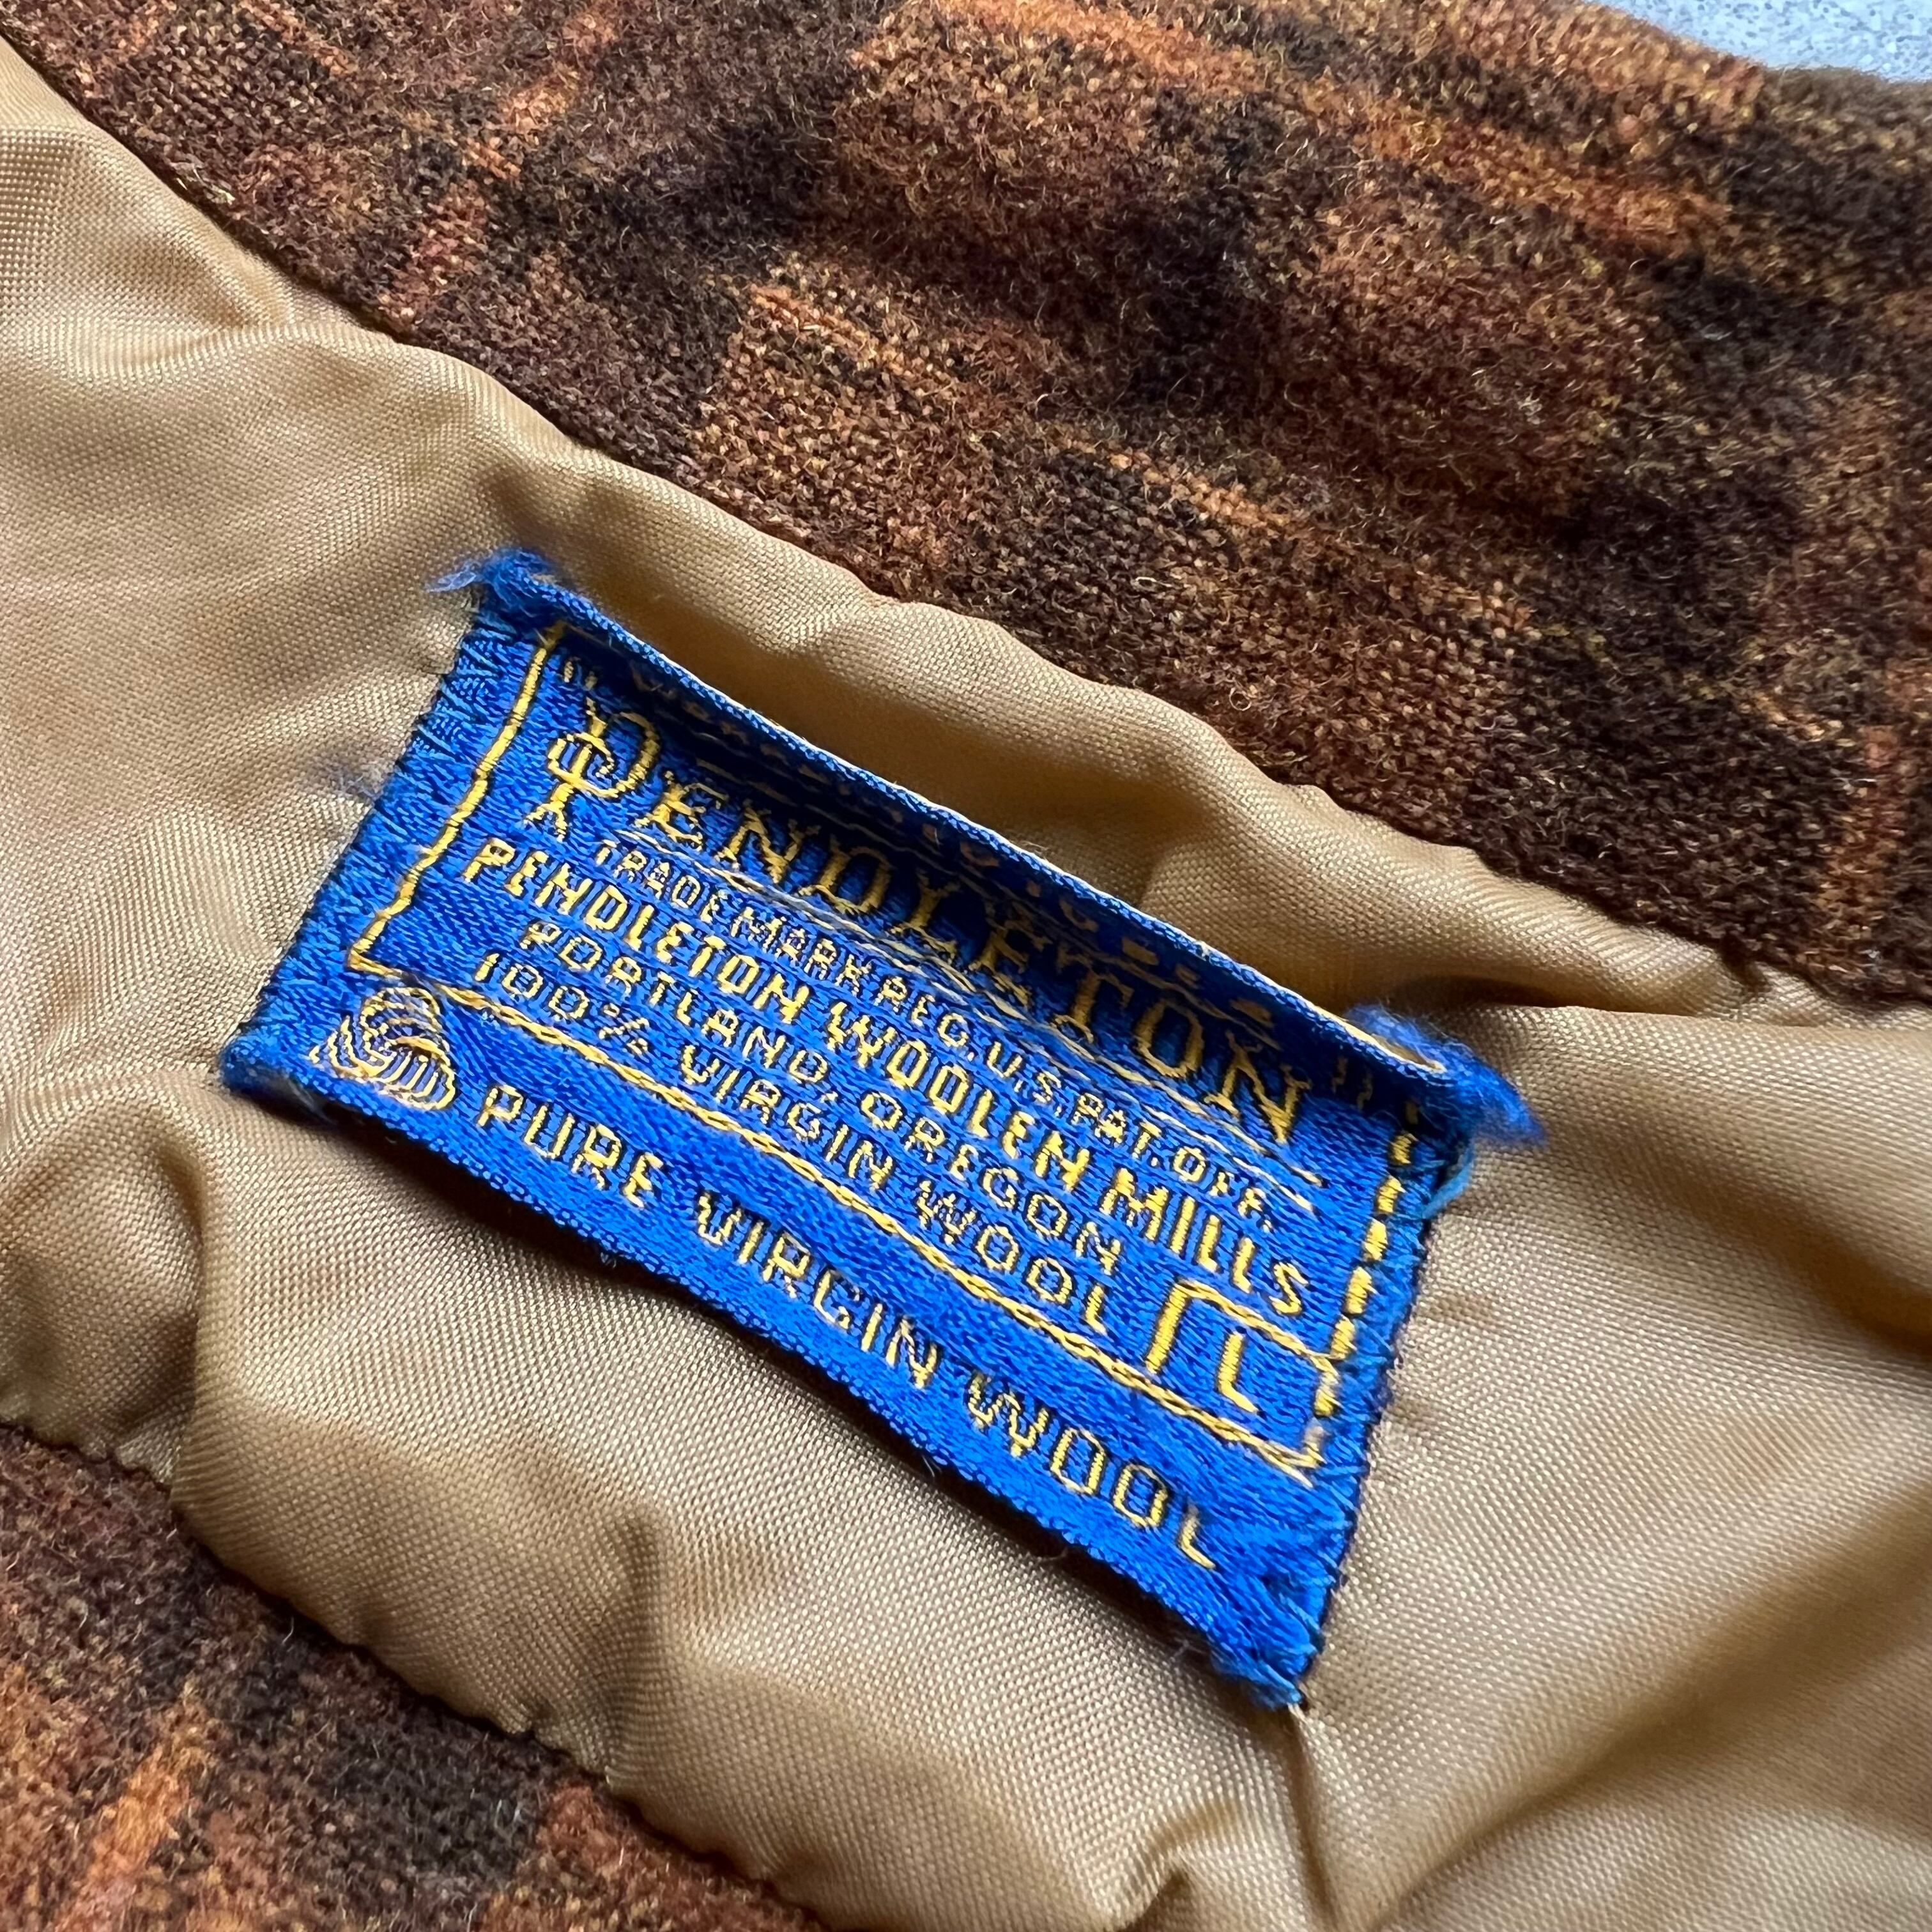 PENDLETON
TRADEMARK REG. U.S. PAT. OFF.
PENDLETON WOOLEN MILLS
PORTLAND, OREGON
100% VIRGIN WOOL
L
PURE VIRGIN WOOL